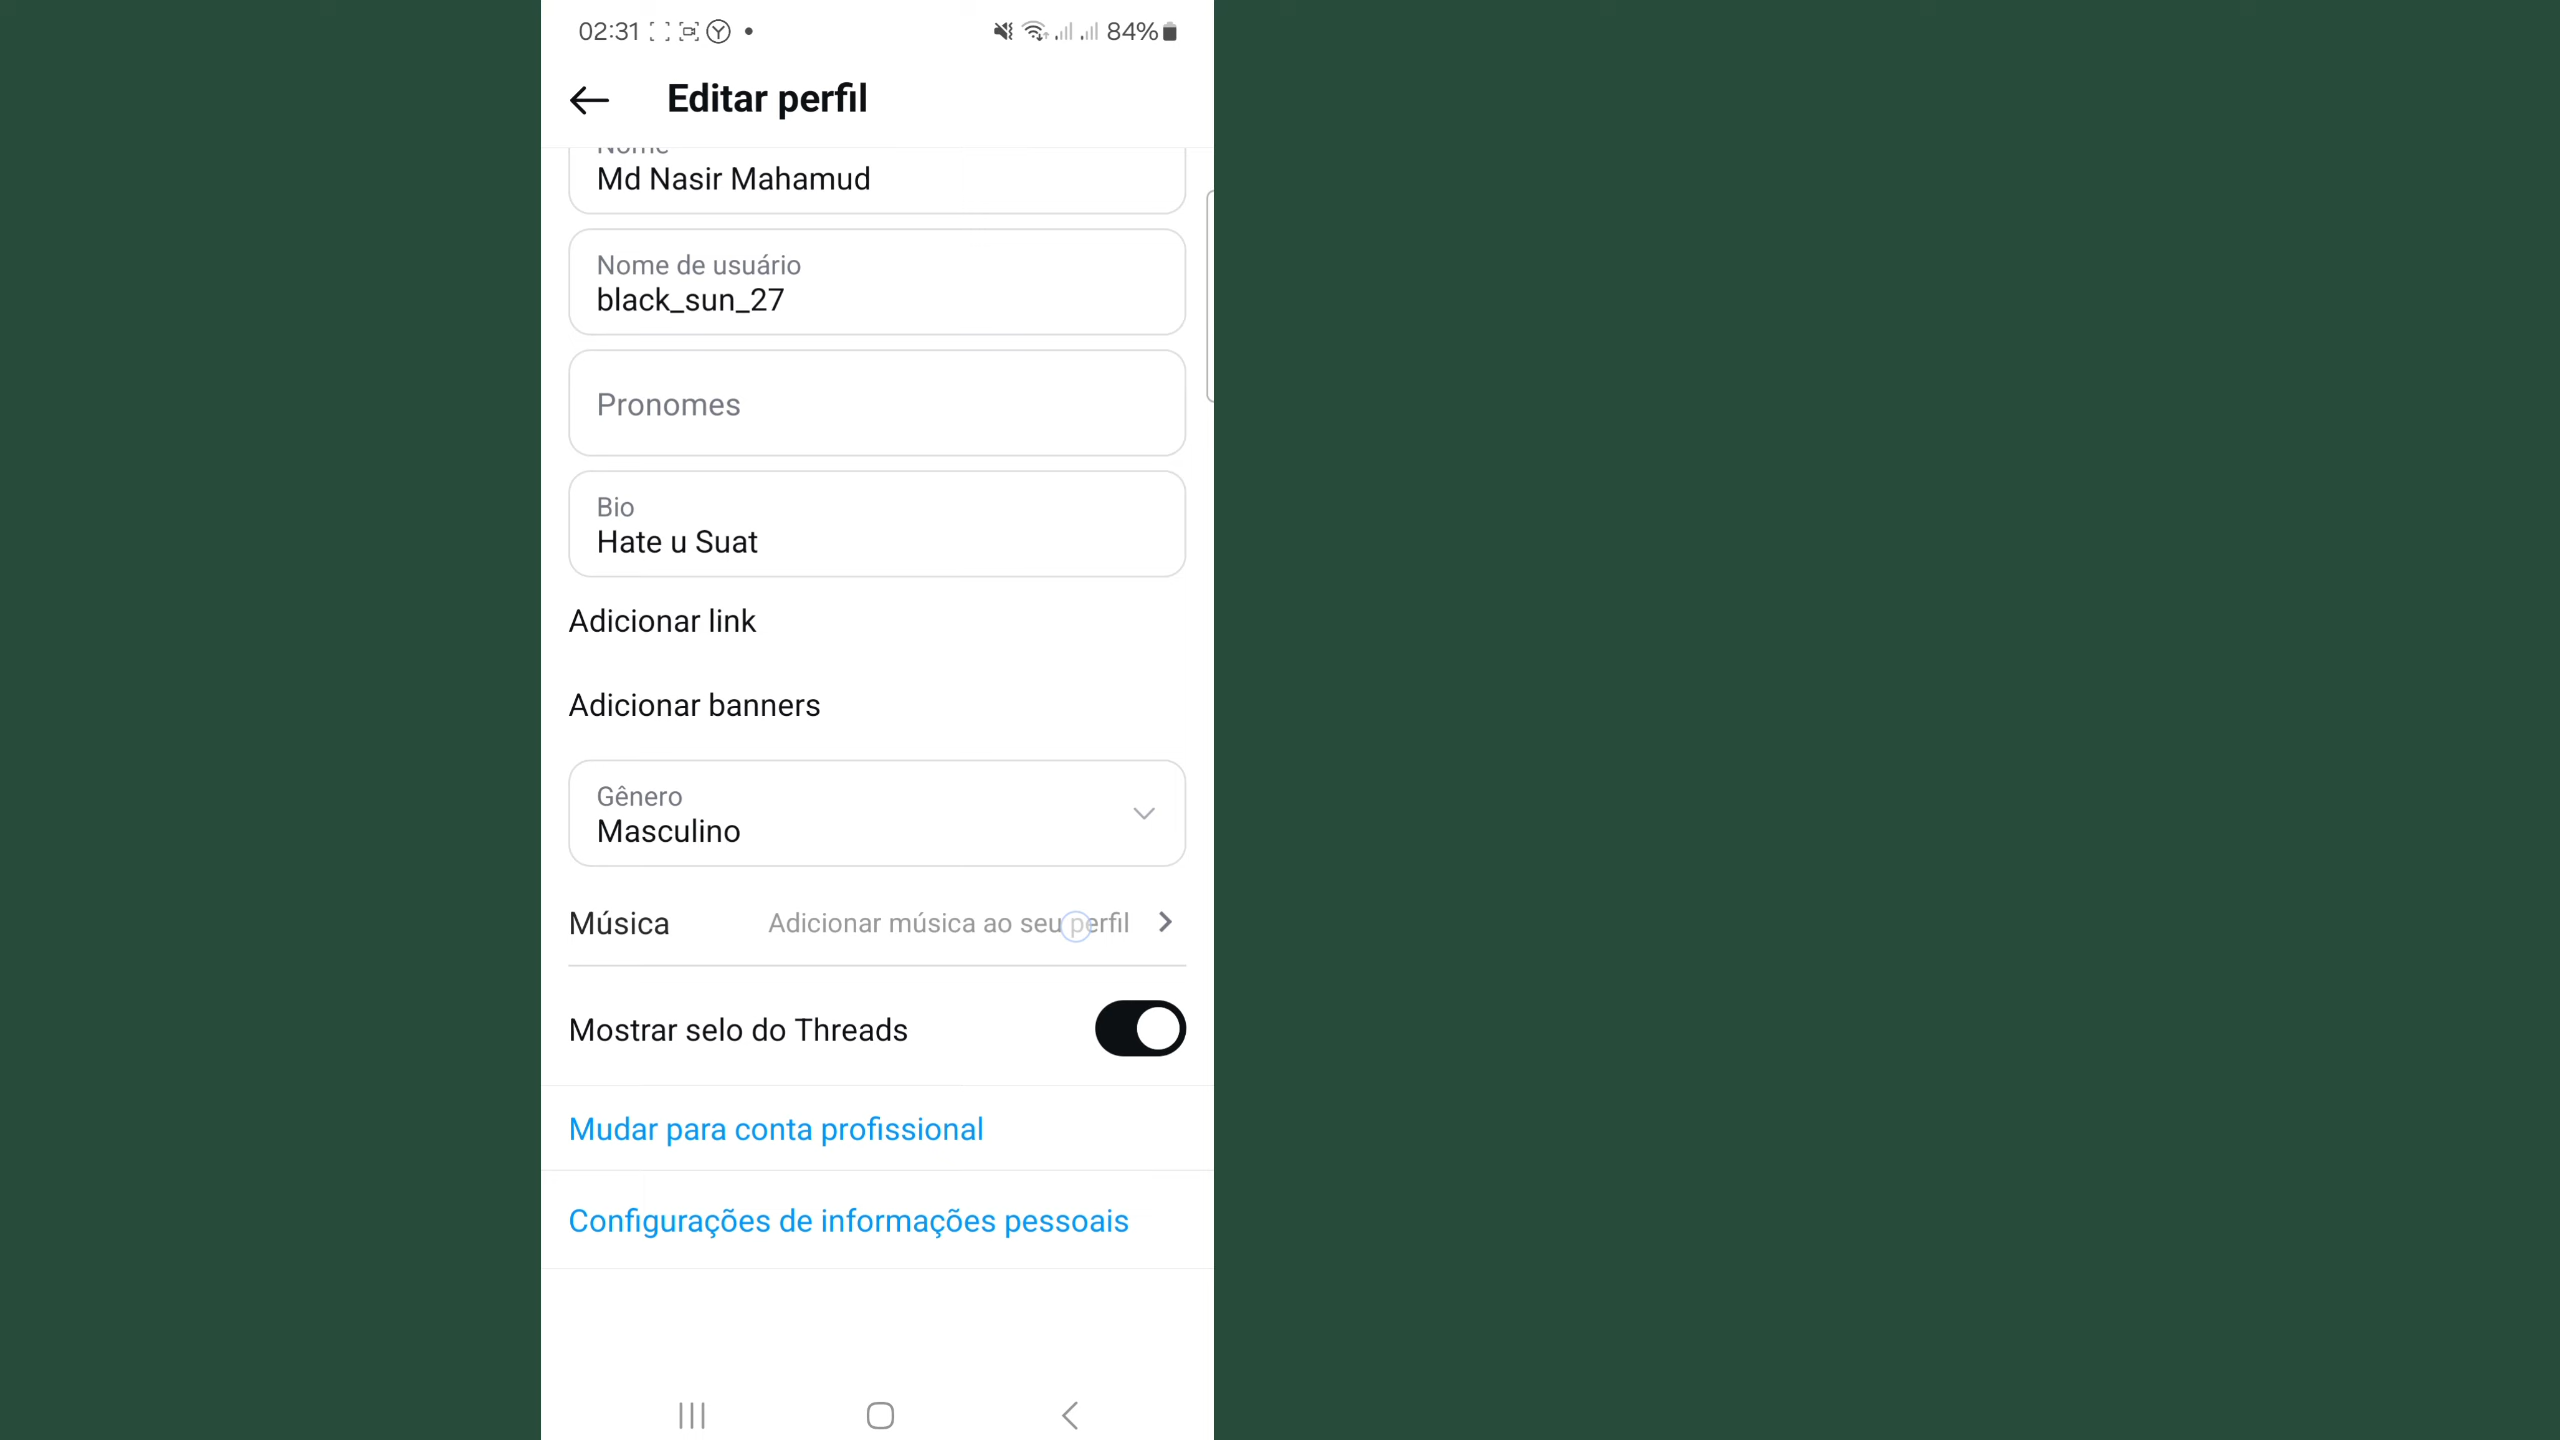 02:31 84%
Editar perfil
Nome
Md Nasir Mahamud
Nome de usuário
black_sun_27
Pronomes
Bio
Hate u Suat
Adicionar link
Adicionar banners
Gênero
Masculino
Música Adicionar música ao seu perfil
Mostrar selo do Threads
Mudar para conta profissional
Configurações de informações pessoais